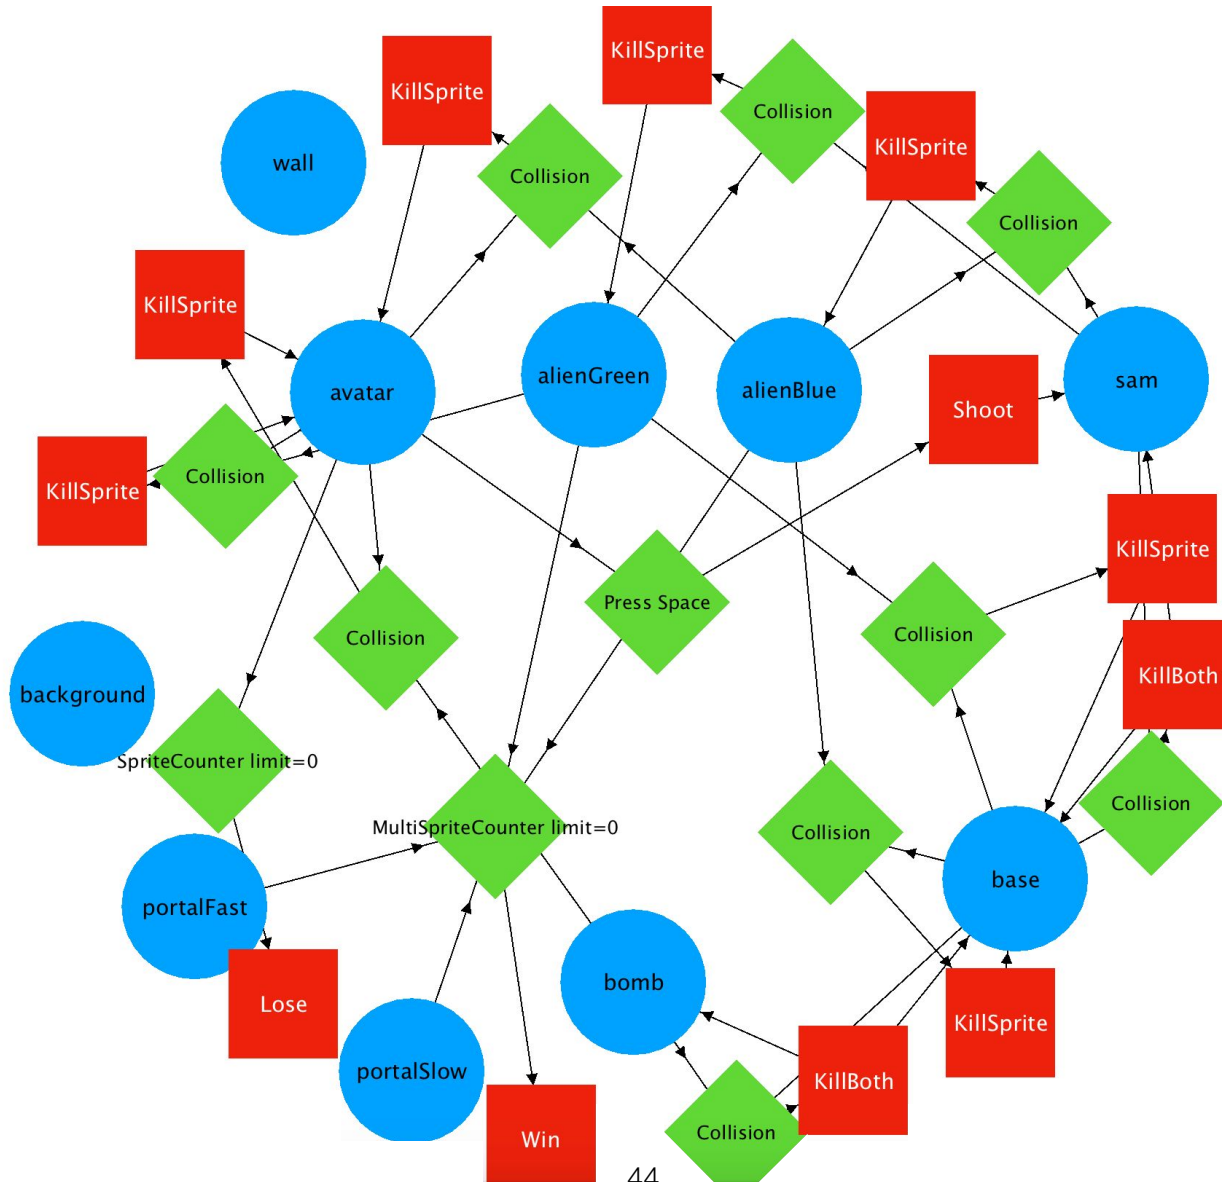 KillSprite
KillSprite
Collision
KillSprite
wall
Collision
Collision
KillSprite
alienGreen
sam
avatar
alienBlue
Shoot
Collision
KillSprite
KillSprite
Press Space
Collision
Collision
KillBoth
background
SpriteCounter limit=0
Collision
MultiSpriteCounter limit=0
Collision
base
portalFast
bomb
Lose
KillSprite
portalSlow
KillBoth
Collision
Win
44